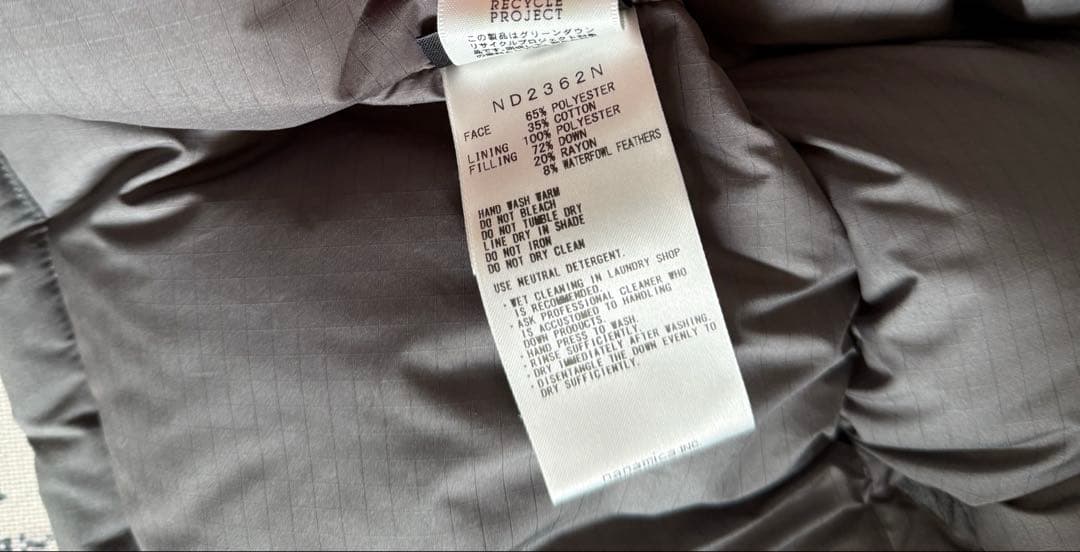 RECYCLE
PROJECT
この製品はグリーンダウン
リサイクルプロジェクト対象
ND2362N
FACE 65% POLYESTER
35% COTTON
LINING 100% POLYESTER
FILLING 72% DOWN
20% RAYON
8% WATERFOWL FEATHERS
HAND WASH WARM
DO NOT BLEACH
DO NOT TUMBLE DRY
LINE DRY IN SHADE
DO NOT IRON
DO NOT DRY CLEAN
USE NEUTRAL DETERGENT.
・WET CLEANING IN LAUNDRY SHOP
IS RECOMMENDED.
・ASK PROFESSIONAL CLEANER WHO
IS ACCUSTOMED TO HANDLING
DOWN PRODUCTS.
・HAND PRESS TO WASH.
・RINSE SUFFICIENTLY.
・DRY IMMEDIATELY AFTER WASHING.
・DISENTANGLE THE DOWN EVENLY TO
DRY SUFFICIENTLY.
nanamica INC.